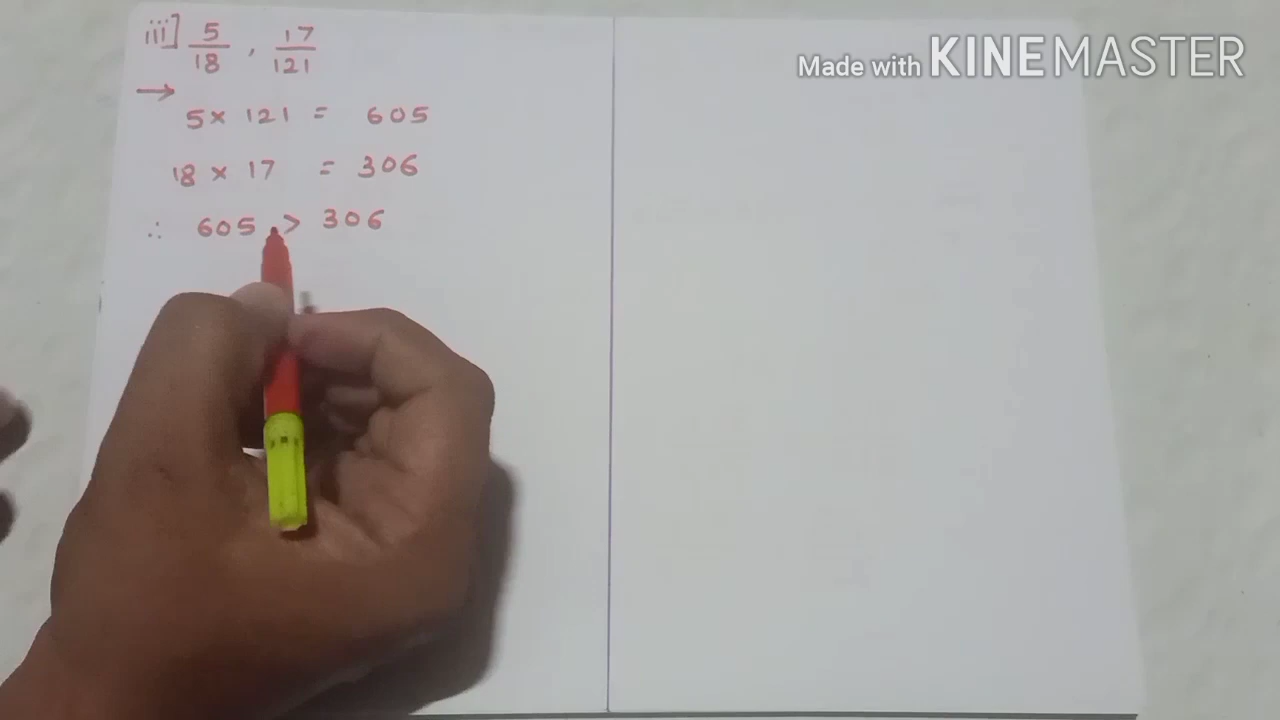 iii] 5/18 , 17/121
→
5 × 121 = 605
18 × 17 = 306
∴ 605 > 306
Made with KINEMASTER